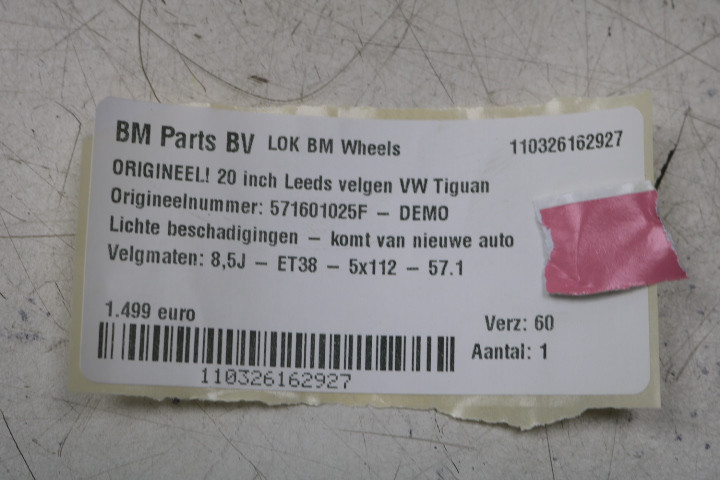 BM Parts BV LOK BM Wheels 110326162927
ORIGINEEL! 20 inch Leeds velgen VW Tiguan
Origineelnummer: 571601025F – DEMO
Lichte beschadigingen – komt van nieuwe auto
Velgmaten: 8,5J – ET38 – 5x112 – 57.1
1.499 euro
Verz: 60
Aantal: 1
110326162927